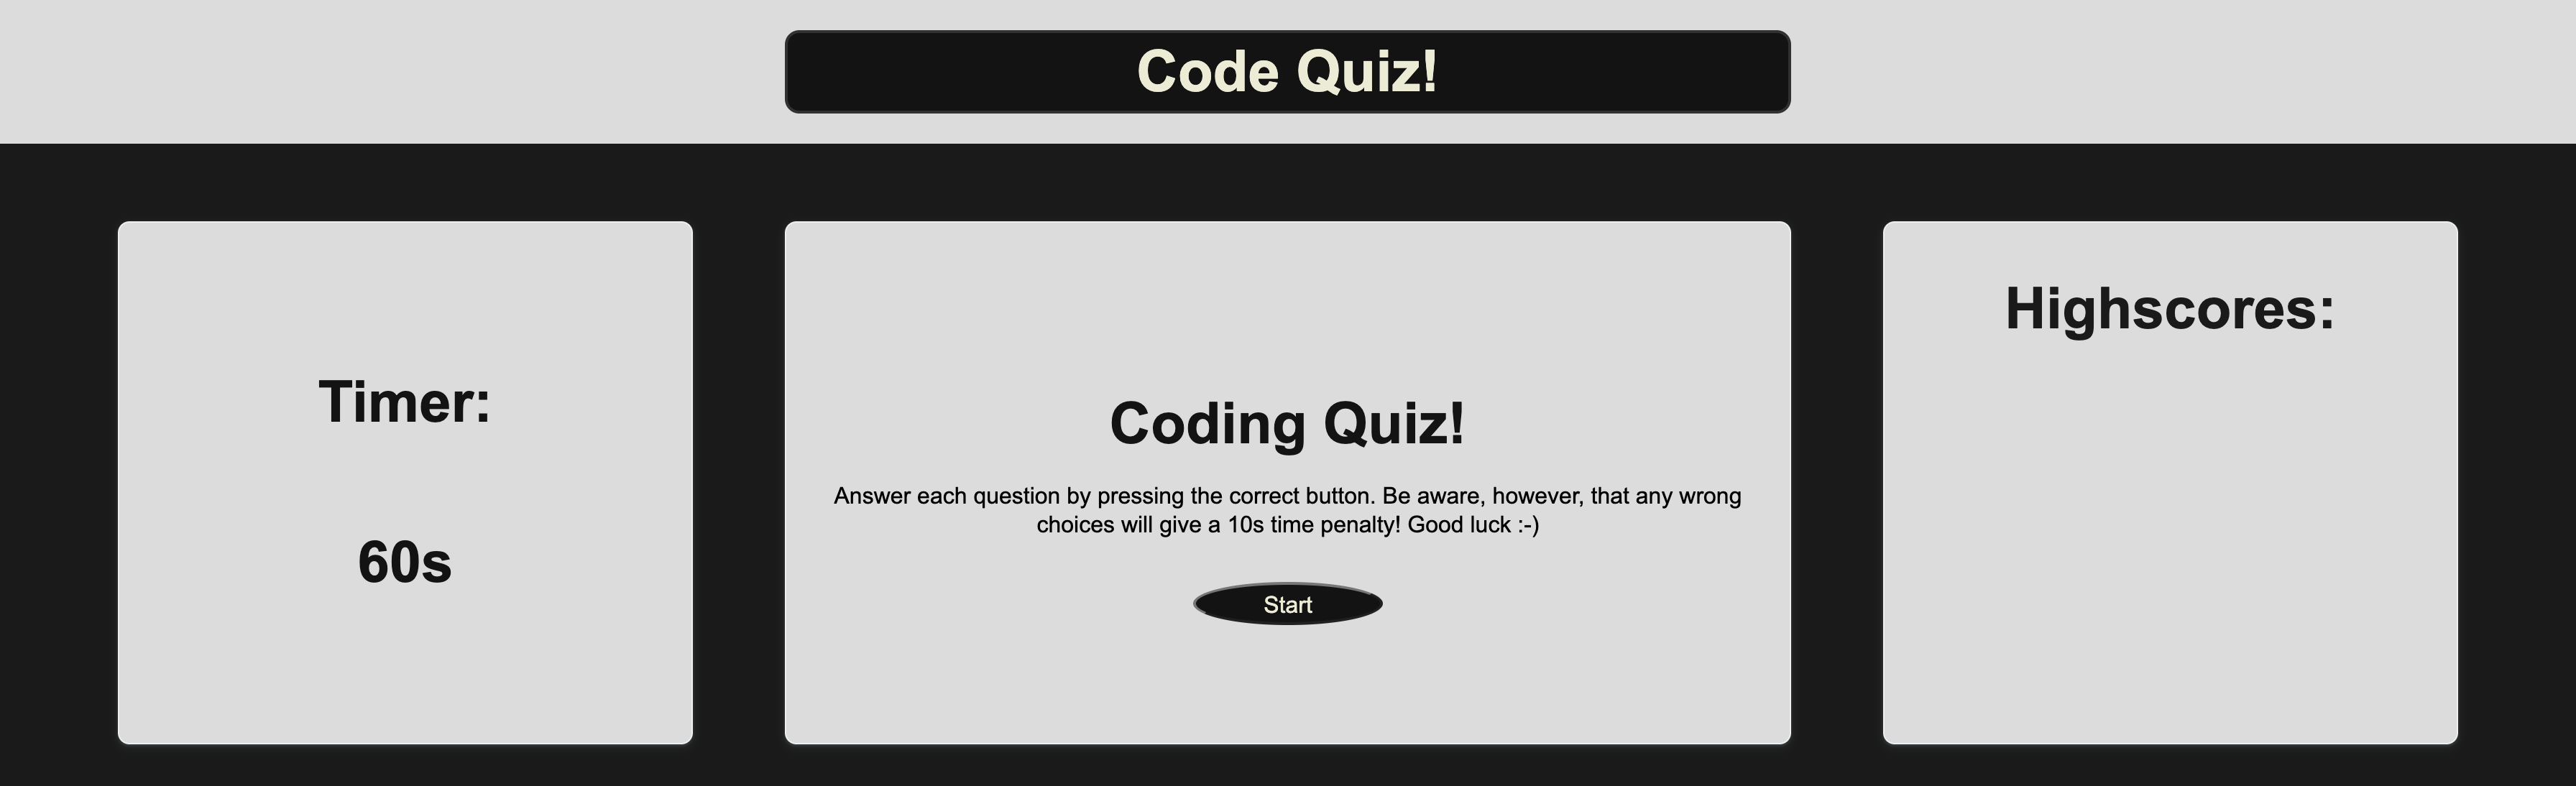 Code Quiz!
Timer:
60s
Coding Quiz!
Answer each question by pressing the correct button. Be aware, however, that any wrong
choices will give a 10s time penalty! Good luck :-)
Start
Highscores: